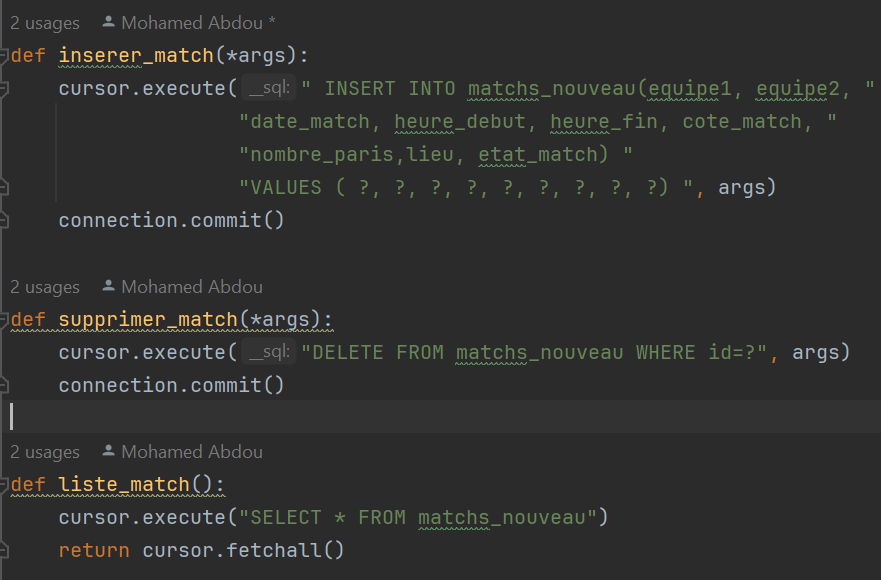 2 usages Mohamed Abdou *
def inserer_match(*args):
cursor.execute( __sql: " INSERT INTO matchs_nouveau(equipe1, equipe2, "
"date_match, heure_debut, heure_fin, cote_match, "
"nombre_paris,lieu, etat_match) "
"VALUES ( ?, ?, ?, ?, ?, ?, ?, ?, ?) ", args)
connection.commit()
2 usages Mohamed Abdou
def supprimer_match(*args):
cursor.execute( __sql: "DELETE FROM matchs_nouveau WHERE id=?", args)
connection.commit()
2 usages Mohamed Abdou
def liste_match():
cursor.execute("SELECT * FROM matchs_nouveau")
return cursor.fetchall()